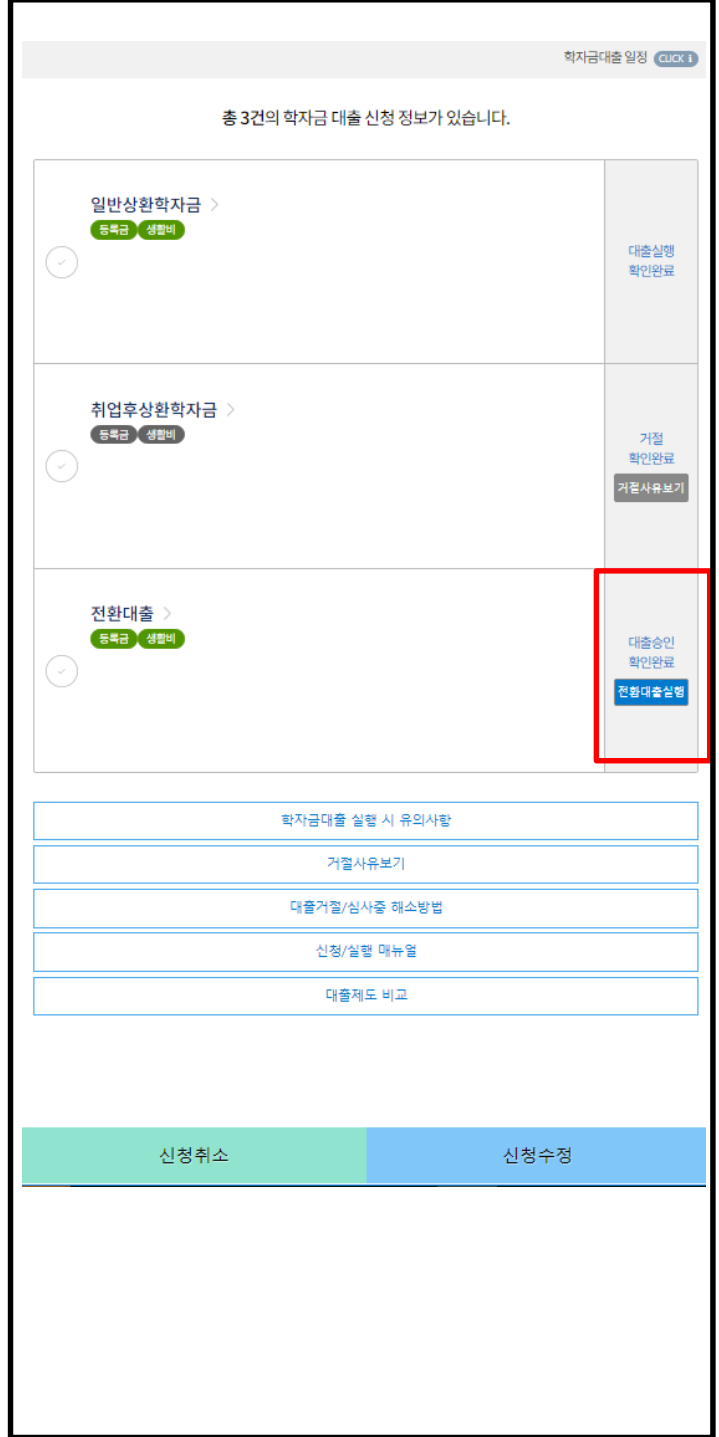 학자금대출 일정 CLICK i
총 3건의 학자금 대출 신청 정보가 있습니다.
일반상환학자금 >
등록금 생활비
대출실행
확인완료
취업후상환학자금 >
등록금 생활비
거절
확인완료
거절사유보기
전환대출 >
등록금 생활비
대출승인
확인완료
전환대출실행
학자금대출 실행 시 유의사항
거절사유보기
대출거절/심사중 해소방법
신청/실행 매뉴얼
대출제도 비교
신청취소 신청수정